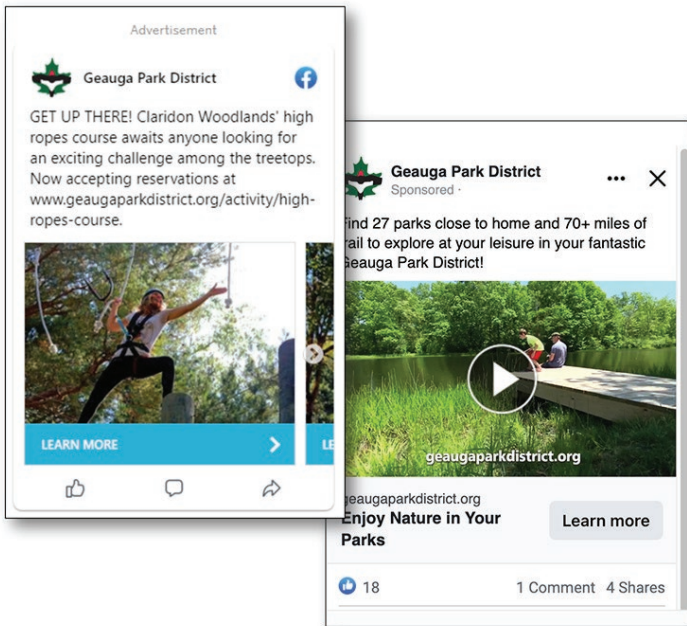 Advertisement
Geauga Park District
GET UP THERE! Claridon Woodlands' high
ropes course awaits anyone looking for
an exciting challenge among the treetops.
Now accepting reservations at
www.geaugaparkdistrict.org/activity/high-
ropes-course.
LEARN MORE
LE
Geauga Park District
Sponsored ·
ind 27 parks close to home and 70+ miles of
rail to explore at your leisure in your fantastic
Geauga Park District!
geaugaparkdistrict.org
geaugaparkdistrict.org
Enjoy Nature in Your
Parks
Learn more
18
1 Comment 4 Shares